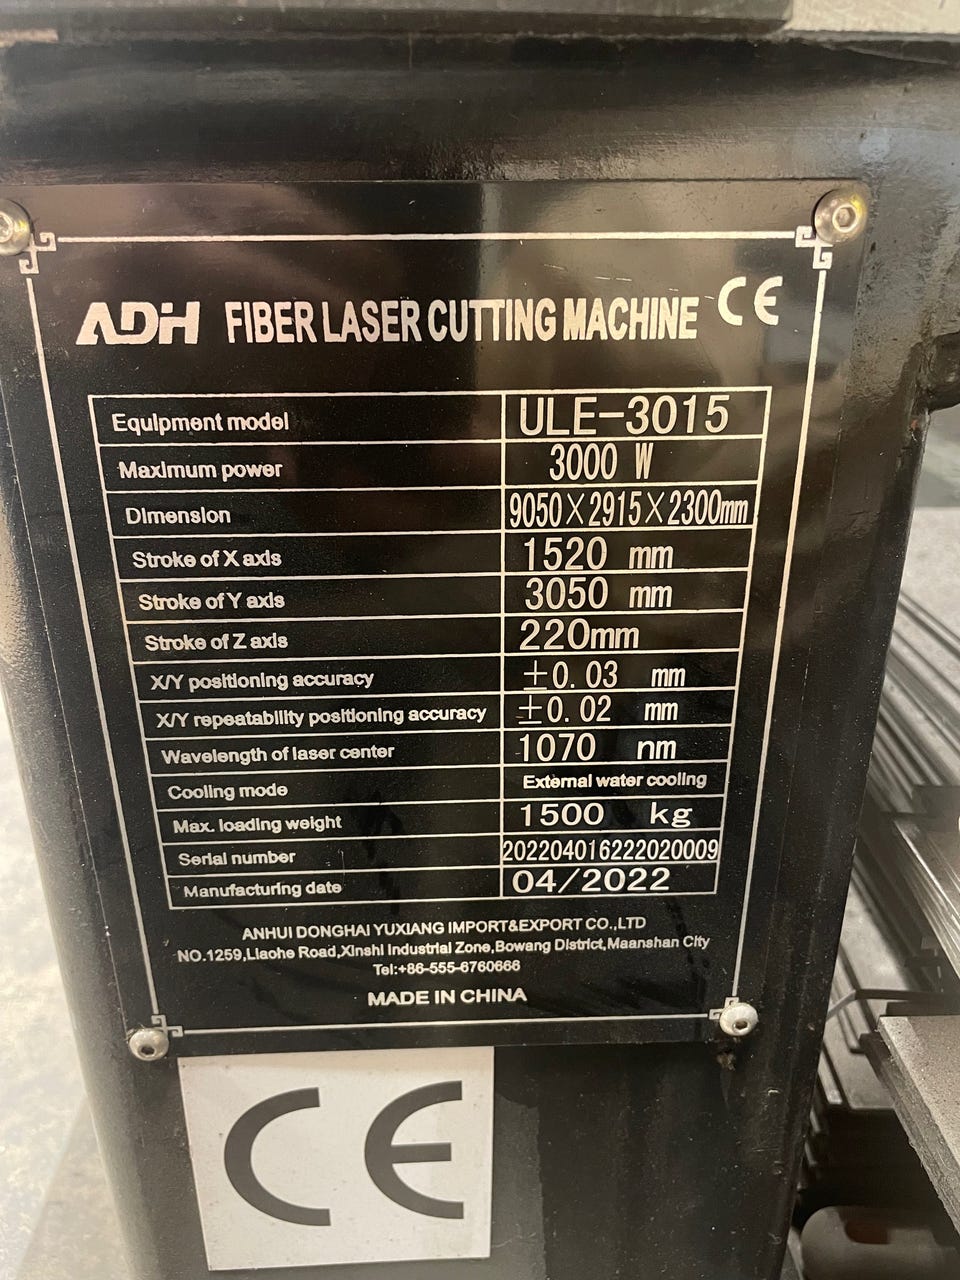 ADH FIBER LASER CUTTING MACHINE CE
Equipment model ULE-3015
Maximum power 3000 W
Dimension 9050×2915×2300mm
Stroke of X axis 1520 mm
Stroke of Y axis 3050 mm
Stroke of Z axis 220mm
X/Y positioning accuracy ±0.03 mm
X/Y repeatability positioning accuracy ±0.02 mm
Wavelength of laser center 1070 nm
Cooling mode External water cooling
Max. loading weight 1500 kg
Serial number 202204016222020009
Manufacturing date 04/2022
ANHUI DONGHAI YUXIANG IMPORT&EXPORT CO.,LTD
NO.1259,Liaohe Road,Xinshi Industrial Zone,Bowang District,Maanshan City
Tel:+86-555-6760666
MADE IN CHINA
CE